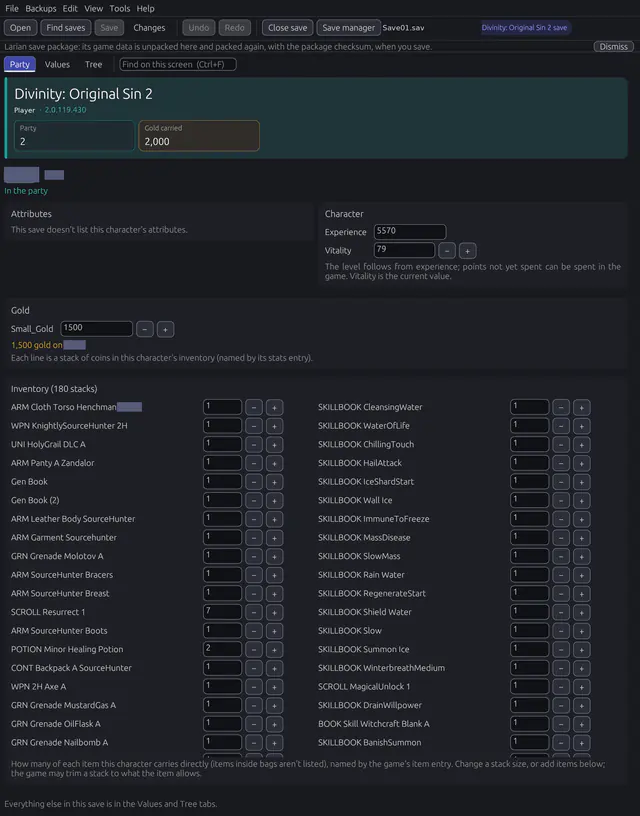 File Backups Edit View Tools Help
Open Find saves Save Changes Undo Redo Close save Save manager Save01.sav Divinity: Original Sin 2 save
Larian save package: its game data is unpacked here and packed again, with the package checksum, when you save. Dismiss
Party Values Tree Find on this screen (Ctrl+F)
Divinity: Original Sin 2
Player · 2.0.119.430
Party
2
Gold carried
2,000
In the party
Attributes
This save doesn't list this character's attributes.
Character
Experience 5570
Vitality 79 − +
The level follows from experience; points not yet spent can be spent in the
game. Vitality is the current value.
Gold
Small_Gold 1500 − +
1,500 gold on
Each line is a stack of coins in this character's inventory (named by its stats entry).
Inventory (180 stacks)
ARM Cloth Torso Henchman 1 − + SKILLBOOK CleansingWater 1 − +
WPN KnightlySourceHunter 2H 1 − + SKILLBOOK WaterOfLife 1 − +
UNI HolyGrail DLC A 1 − + SKILLBOOK ChillingTouch 1 − +
ARM Panty A Zandalor 1 − + SKILLBOOK HailAttack 1 − +
Gen Book 1 − + SKILLBOOK IceShardStart 1 − +
Gen Book (2) 1 − + SKILLBOOK Wall Ice 1 − +
ARM Leather Body SourceHunter 1 − + SKILLBOOK ImmuneToFreeze 1 − +
ARM Garment Sourcehunter 1 − + SKILLBOOK MassDisease 1 − +
GRN Grenade Molotov A 1 − + SKILLBOOK SlowMass 1 − +
ARM SourceHunter Bracers 1 − + SKILLBOOK Rain Water 1 − +
ARM SourceHunter Breast 1 − + SKILLBOOK RegenerateStart 1 − +
SCROLL Resurrect 1 7 − + SKILLBOOK Shield Water 1 − +
ARM SourceHunter Boots 1 − + SKILLBOOK Slow 1 − +
POTION Minor Healing Potion 2 − + SKILLBOOK Summon Ice 1 − +
CONT Backpack A SourceHunter 1 − + SKILLBOOK WinterbreathMedium 1 − +
WPN 2H Axe A 1 − + SCROLL MagicalUnlock 1 1 − +
GRN Grenade MustardGas A 1 − + SKILLBOOK DrainWillpower 1 − +
GRN Grenade OilFlask A 1 − + BOOK Skill Witchcraft Blank A 1 − +
GRN Grenade Nailbomb A 1 − + SKILLBOOK BanishSummon 1 − +
How many of each item this character carries directly (items inside bags aren't listed), named by the game's item entry. Change a stack size, or add items below;
the game may trim a stack to what the item allows.
Everything else in this save is in the Values and Tree tabs.